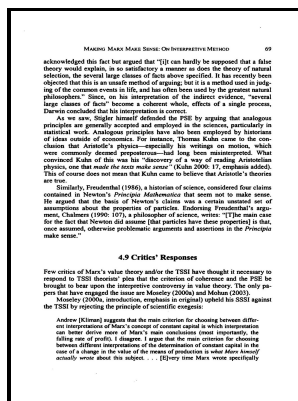 MAKING MARX MAKE SENSE: ON INTERPRETIVE METHOD 69
acknowledged this fact but argued that "[i]t can hardly be supposed that a false
theory would explain, in so satisfactory a manner as does the theory of natural
selection, the several large classes of facts above specified. It has recently been
objected that this is an unsafe method of arguing; but it is a method used in judg-
ing of the common events in life, and has often been used by the greatest natural
philosophers." Since, on his interpretation of the indirect evidence, "several
large classes of facts" become a coherent whole, effects of a single process,
Darwin concluded that his interpretation is correct.
As we saw, Stigler himself defended the PSE by arguing that analogous
principles are generally accepted and employed in the sciences, particularly in
statistical work. Analogous principles have also been employed by historians
of ideas outside of economics. For instance, Thomas Kuhn came to the con-
clusion that Aristotle's physics—especially his writings on motion, which
were commonly deemed preposterous—had long been misinterpreted. What
convinced Kuhn of this was his "discovery of a way of reading Aristotelian
physics, one that made the texts make sense" (Kuhn 2000: 17, emphasis added).
This of course does not mean that Kuhn came to believe that Aristotle's theories
are true.
Similarly, Freudenthal (1986), a historian of science, considered four claims
contained in Newton's Principia Mathematica that seem not to make sense.
He argued that the basis of Newton's claims was a certain unstated set of
assumptions about the properties of particles. Endorsing Freudenthal's argu-
ment, Chalmers (1990: 107), a philosopher of science, writes: "[T]he main case
for the fact that Newton did assume [that particles have these properties] is that,
once assumed, otherwise problematic arguments and assertions in the Principia
make sense."
4.9 Critics' Responses
Few critics of Marx's value theory and/or the TSSI have thought it necessary to
respond to TSSI theorists' plea that the criterion of coherence and the PSE be
brought to bear upon the interpretive controversy in value theory. The only pa-
pers that have engaged the issue are Moseley (2000a) and Mohun (2003).
Moseley (2000a, introduction, emphasis in original) upheld his SSSI against
the TSSI by rejecting the principle of scientific exegesis:
Andrew [Kliman] suggests that the main criterion for choosing between differ-
ent interpretations of Marx's concept of constant capital is which interpretation
can better derive more of Marx's main conclusions (most importantly, the
falling rate of profit). I disagree. I argue that the main criterion for choosing
between different interpretations of the determination of constant capital in the
case of a change in the value of the means of production is what Marx himself
actually wrote about this subject. . . . [E]very time Marx wrote specifically